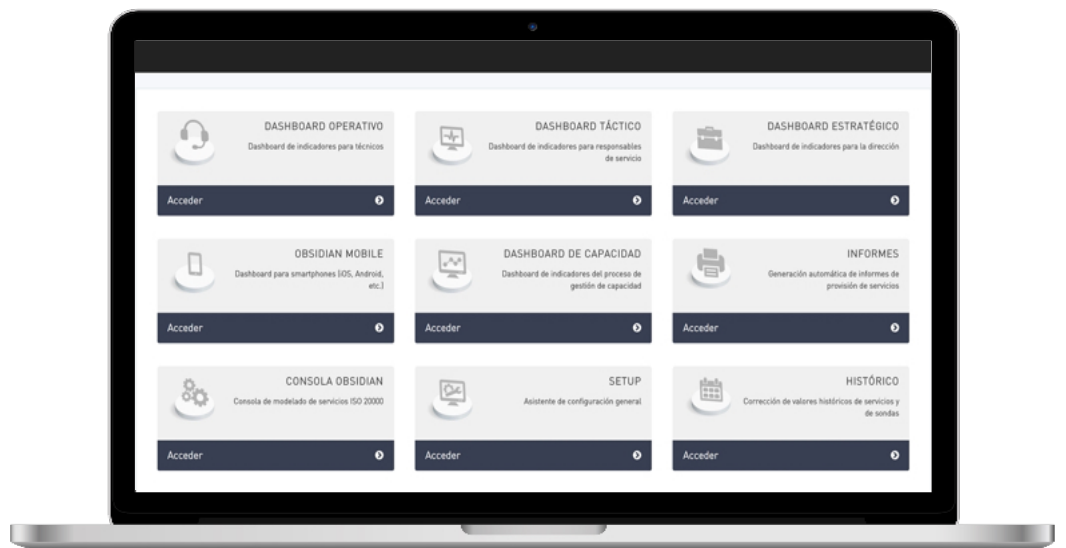 DASHBOARD OPERATIVO
Dashboard de indicadores para técnicos
Acceder
DASHBOARD TÁCTICO
Dashboard de indicadores para responsables
de servicio
Acceder
DASHBOARD ESTRATÉGICO
Dashboard de indicadores para la dirección
Acceder
OBSIDIAN MOBILE
Dashboard para smartphones (iOS, Android,
etc.)
Acceder
DASHBOARD DE CAPACIDAD
Dashboard de indicadores del proceso de
gestión de capacidad
Acceder
INFORMES
Generación automática de informes de
provisión de servicios
Acceder
CONSOLA OBSIDIAN
Consola de modelado de servicios ISO 20000
Acceder
SETUP
Asistente de configuración general
Acceder
HISTÓRICO
Corrección de valores históricos de servicios y
de sondas
Acceder